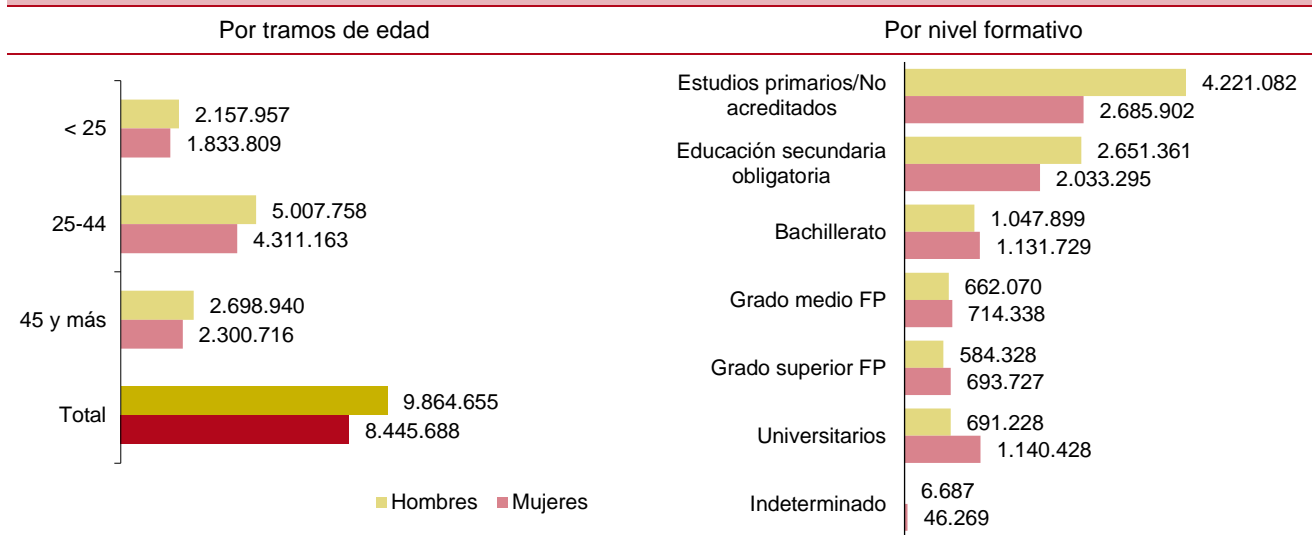 Por tramos de edad
< 25
2.157.957
1.833.809
25-44
5.007.758
4.311.163
45 y más
2.698.940
2.300.716
Total
9.864.655
8.445.688
Hombres
Mujeres
Por nivel formativo
Estudios primarios/No
acreditados
4.221.082
2.685.902
Educación secundaria
obligatoria
2.651.361
2.033.295
Bachillerato
1.047.899
1.131.729
Grado medio FP
662.070
714.338
Grado superior FP
584.328
693.727
Universitarios
691.228
1.140.428
Indeterminado
6.687
46.269